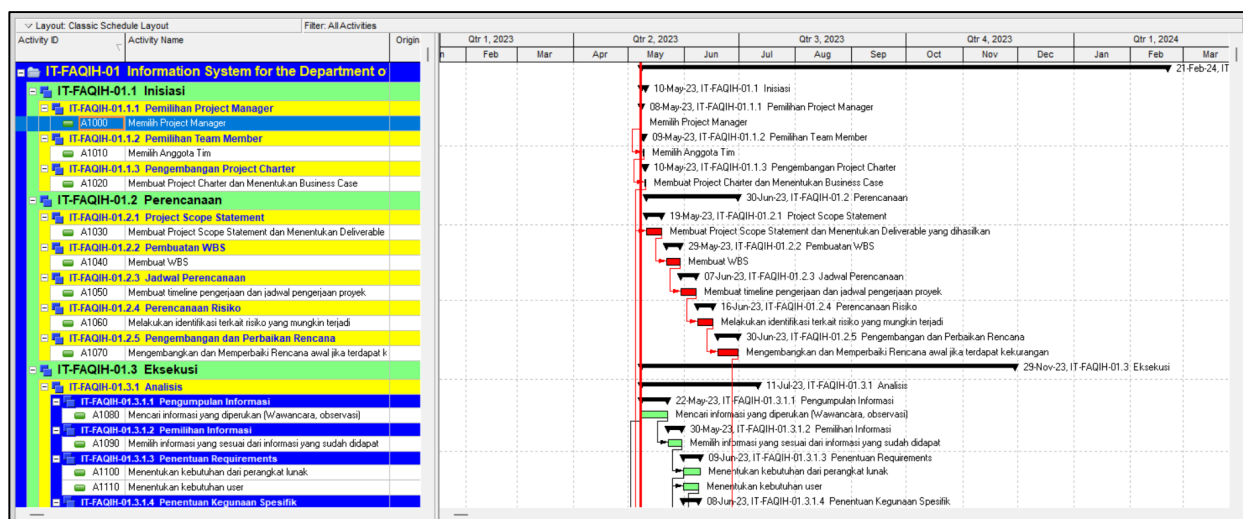 Layout: Classic Schedule Layout Filter: All Activities
Activity ID Activity Name Origin
Qtr 1, 2023 Qtr 2, 2023 Qtr 3, 2023 Qtr 4, 2023 Qtr 1, 2024
Feb Mar Apr May Jun Jul Aug Sep Oct Nov Dec Jan Feb Mar
IT-FAQIH-01 Information System for the Department o 21-Feb-24, IT
IT-FAQIH-01.1 Inisiasi 10-May-23, IT-FAQIH-01.1 Inisiasi
IT-FAQIH-01.1.1 Pemilihan Project Manager 08-May-23, IT-FAQIH-01.1.1 Pemilihan Project Manager
A1000 Memilih Project Manager Memilih Project Manager
IT-FAQIH-01.1.2 Pemilihan Team Member 09-May-23, IT-FAQIH-01.1.2 Pemilihan Team Member
A1010 Memilih Anggota Tim Memilih Anggota Tim
IT-FAQIH-01.1.3 Pengembangan Project Charter 10-May-23, IT-FAQIH-01.1.3 Pengembangan Project Charter
A1020 Membuat Project Charter dan Menentukan Business Case Membuat Project Charter dan Menentukan Business Case
IT-FAQIH-01.2 Perencanaan 30-Jun-23, IT-FAQIH-01.2 Perencanaan
IT-FAQIH-01.2.1 Project Scope Statement 19-May-23, IT-FAQIH-01.2.1 Project Scope Statement
A1030 Membuat Project Scope Statement dan Menentukan Deliverable Membuat Project Scope Statement dan Menentukan Deliverable yang dihasilkan
IT-FAQIH-01.2.2 Pembuatan WBS 29-May-23, IT-FAQIH-01.2.2 Pembuatan WBS
A1040 Membuat WBS Membuat WBS
IT-FAQIH-01.2.3 Jadwal Perencanaan 07-Jun-23, IT-FAQIH-01.2.3 Jadwal Perencanaan
A1050 Membuat timeline pengerjaan dan jadwal pengerjaan proyek Membuat timeline pengerjaan dan jadwal pengerjaan proyek
IT-FAQIH-01.2.4 Perencanaan Risiko 16-Jun-23, IT-FAQIH-01.2.4 Perencanaan Risiko
A1060 Melakukan identifikasi terkait risiko yang mungkin terjadi Melakukan identifikasi terkait risiko yang mungkin terjadi
IT-FAQIH-01.2.5 Pengembangan dan Perbaikan Rencana 30-Jun-23, IT-FAQIH-01.2.5 Pengembangan dan Perbaikan Rencana
A1070 Mengembangkan dan Memperbaiki Rencana awal jika terdapat k Mengembangkan dan Memperbaiki Rencana awal jika terdapat kekurangan
IT-FAQIH-01.3 Eksekusi 29-Nov-23, IT-FAQIH-01.3 Eksekusi
IT-FAQIH-01.3.1 Analisis 11-Jul-23, IT-FAQIH-01.3.1 Analisis
IT-FAQIH-01.3.1.1 Pengumpulan Informasi 22-May-23, IT-FAQIH-01.3.1.1 Pengumpulan Informasi
A1080 Mencari informasi yang diperukan (Wawancara, observasi) Mencari informasi yang diperukan (Wawancara, observasi)
IT-FAQIH-01.3.1.2 Pemilihan Informasi 30-May-23, IT-FAQIH-01.3.1.2 Pemilihan Informasi
A1090 Memilih informasi yang sesuai dari informasi yang sudah didapat Memilih informasi yang sesuai dari informasi yang sudah didapat
IT-FAQIH-01.3.1.3 Penentuan Requirements 09-Jun-23, IT-FAQIH-01.3.1.3 Penentuan Requirements
A1100 Menentukan kebutuhan dari perangkat lunak Menentukan kebutuhan dari perangkat lunak
A1110 Menentukan kebutuhan user Menentukan kebutuhan user
IT-FAQIH-01.3.1.4 Penentuan Kegunaan Spesifik 08-Jun-23, IT-FAQIH-01.3.1.4 Penentuan Kegunaan Spesifik